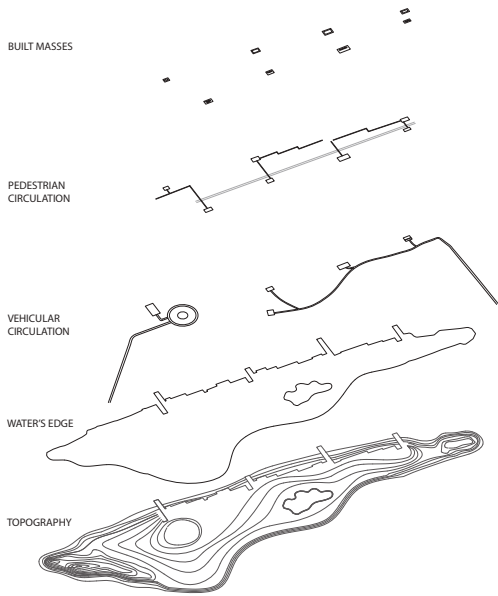 BUILT MASSES
PEDESTRIAN
CIRCULATION
VEHICULAR
CIRCULATION
WATER'S EDGE
TOPOGRAPHY